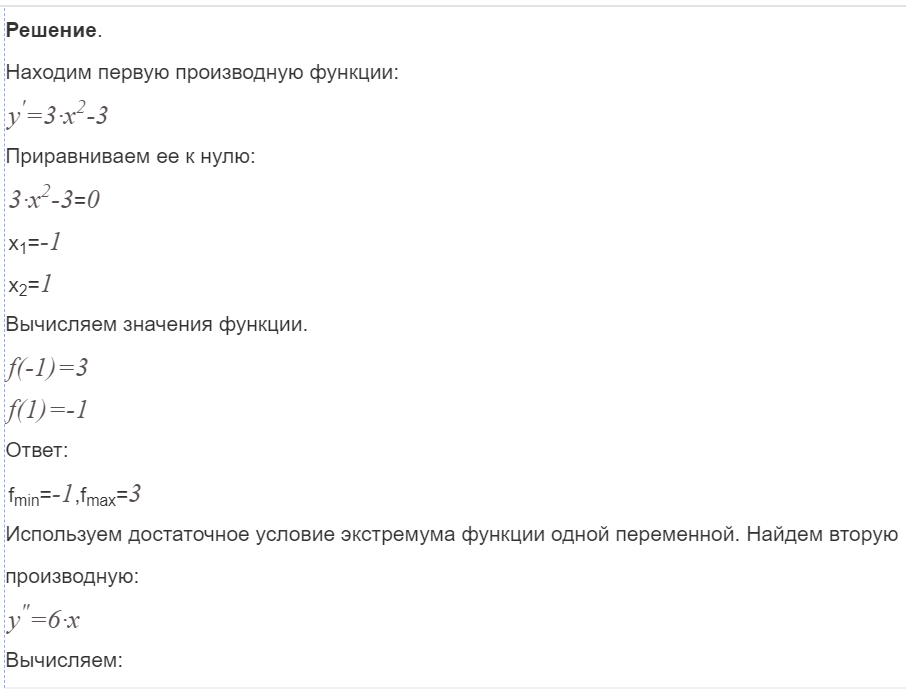 Решение.
Находим первую производную функции:
y'=3·x²-3
Приравниваем ее к нулю:
3·x²-3=0
x₁=-1
x₂=1
Вычисляем значения функции.
f(-1)=3
f(1)=-1
Ответ:
fmin=-1,fmax=3
Используем достаточное условие экстремума функции одной переменной. Найдем вторую
производную:
y"=6·x
Вычисляем: